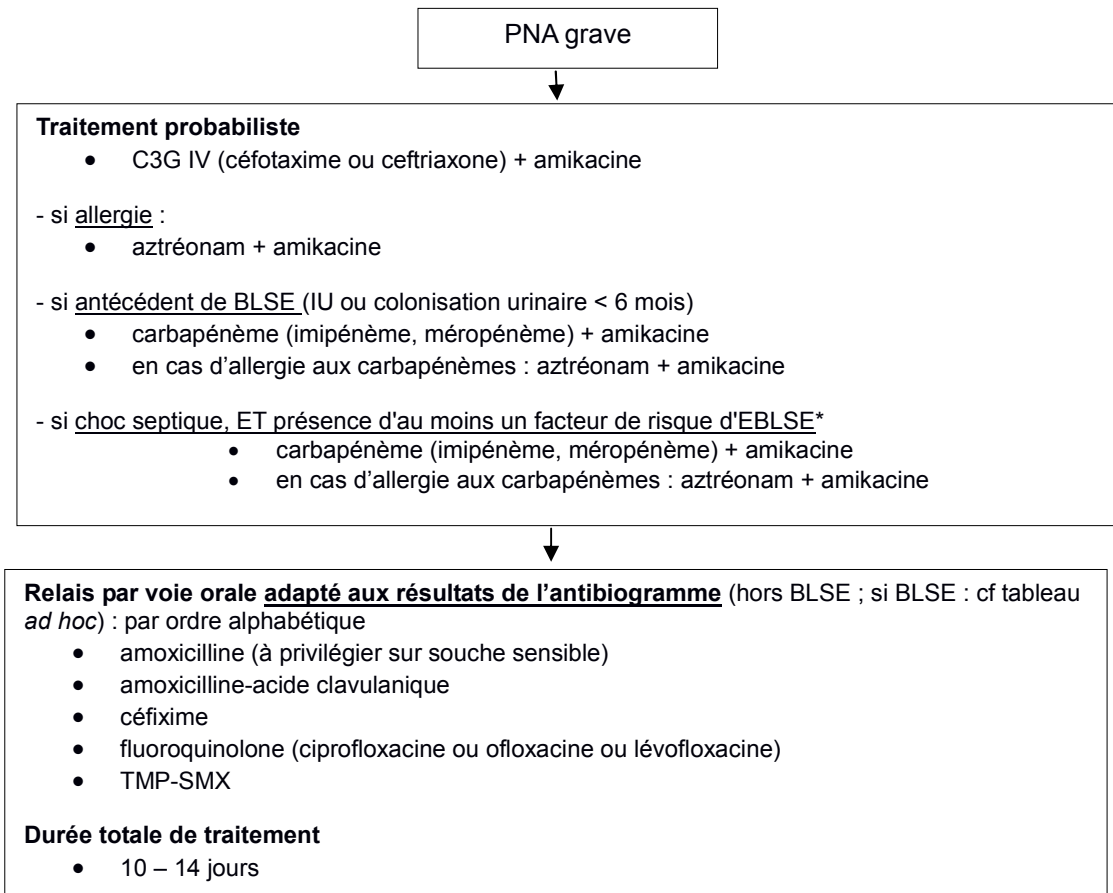 PNA grave
Traitement probabiliste
• C3G IV (céfotaxime ou ceftriaxone) + amikacine
- si allergie :
• aztréonam + amikacine
- si antécédent de BLSE (IU ou colonisation urinaire < 6 mois)
• carbapénème (imipénème, méropénème) + amikacine
• en cas d’allergie aux carbapénèmes : aztréonam + amikacine
- si choc septique, ET présence d'au moins un facteur de risque d'EBLSE*
• carbapénème (imipénème, méropénème) + amikacine
• en cas d’allergie aux carbapénèmes : aztréonam + amikacine
Relais par voie orale adapté aux résultats de l’antibiogramme (hors BLSE ; si BLSE : cf tableau
ad hoc) : par ordre alphabétique
• amoxicilline (à privilégier sur souche sensible)
• amoxicilline-acide clavulanique
• céfixime
• fluoroquinolone (ciprofloxacine ou ofloxacine ou lévofloxacine)
• TMP-SMX
Durée totale de traitement
• 10 – 14 jours